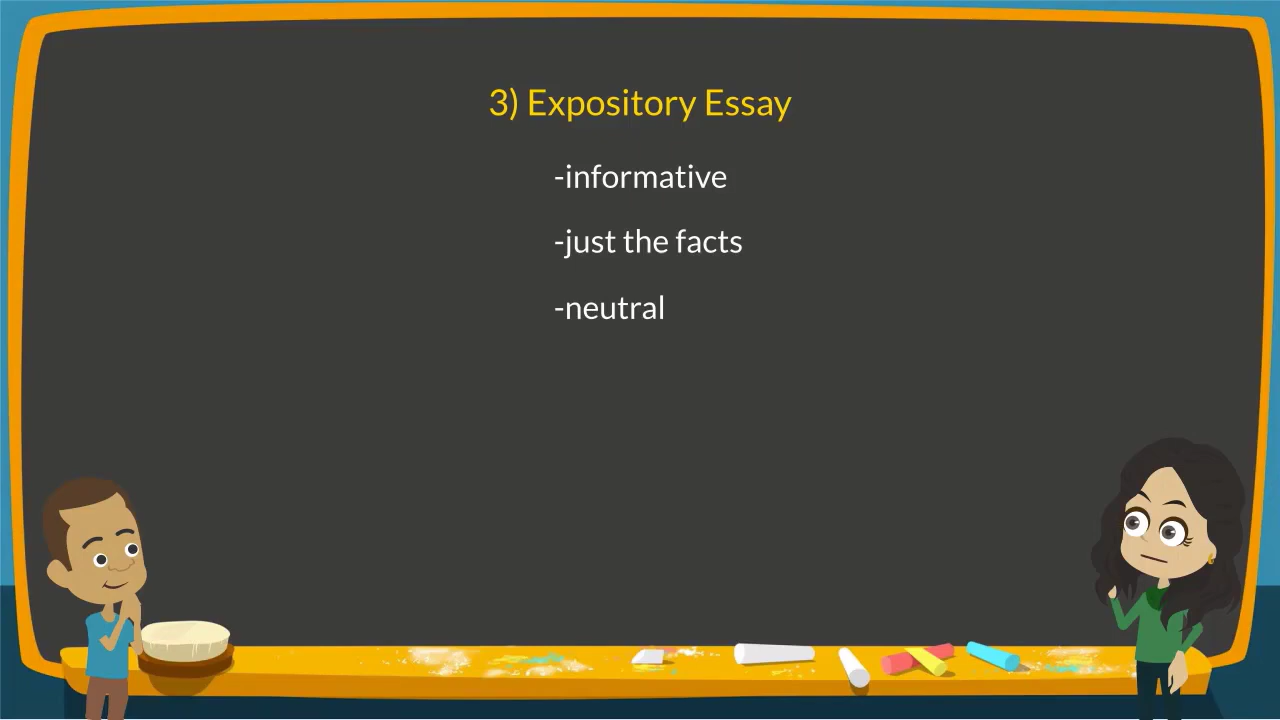 3) Expository Essay
-informative
-just the facts
-neutral